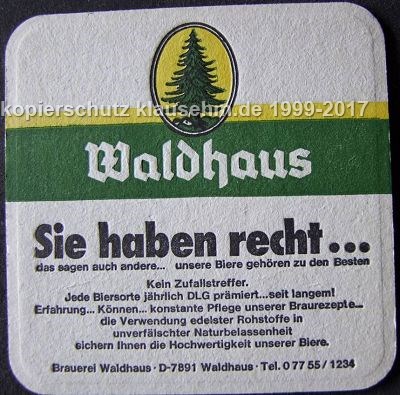 kopierschutz klausehm.de 1999-2017
Waldhaus
Sie haben recht...
das sagen auch andere... unsere Biere gehören zu den Besten
Kein Zufallstreffer.
Jede Biersorte jährlich DLG prämiert...seit langem!
Erfahrung... Können... konstante Pflege unserer Braurezepte...
die Verwendung edelster Rohstoffe in
unverfälschter Naturbelassenheit
sichern Ihnen die Hochwertigkeit unserer Biere.
Brauerei Waldhaus · D-7891 Waldhaus · Tel. 0 77 55 / 1234